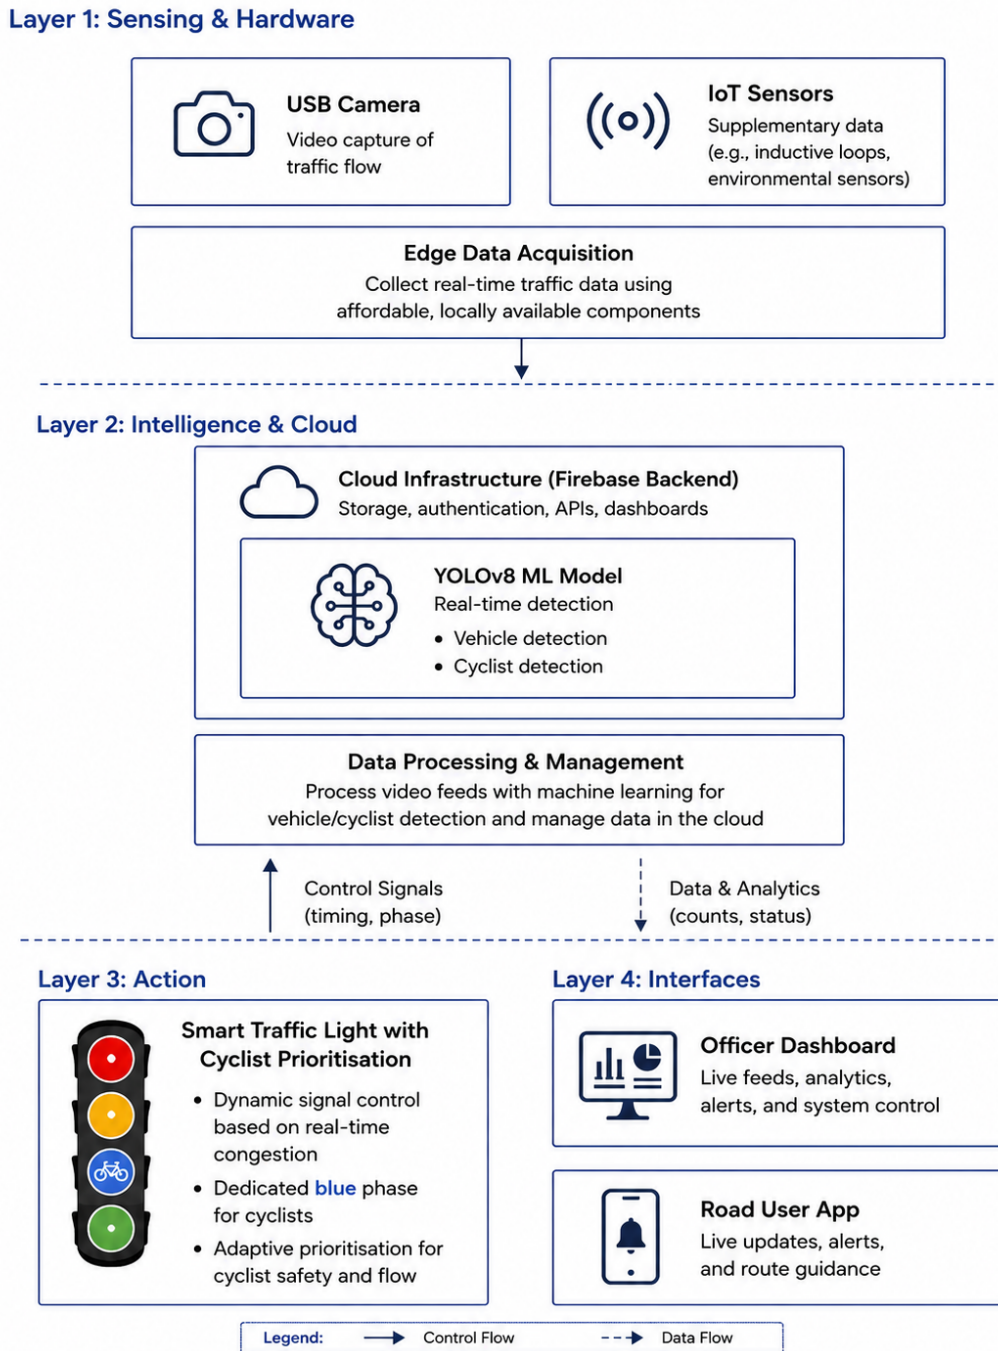 Layer 1: Sensing & Hardware
USB Camera
Video capture of
traffic flow
IoT Sensors
Supplementary data
(e.g., inductive loops,
environmental sensors)
Edge Data Acquisition
Collect real-time traffic data using
affordable, locally available components
Layer 2: Intelligence & Cloud
Cloud Infrastructure (Firebase Backend)
Storage, authentication, APIs, dashboards
YOLOv8 ML Model
Real-time detection
• Vehicle detection
• Cyclist detection
Data Processing & Management
Process video feeds with machine learning for
vehicle/cyclist detection and manage data in the cloud
Control Signals
(timing, phase)
Data & Analytics
(counts, status)
Layer 3: Action
Smart Traffic Light with
Cyclist Prioritisation
• Dynamic signal control
based on real-time
congestion
• Dedicated blue phase
for cyclists
• Adaptive prioritisation for
cyclist safety and flow
Layer 4: Interfaces
Officer Dashboard
Live feeds, analytics,
alerts, and system control
Road User App
Live updates, alerts,
and route guidance
Legend: Control Flow Data Flow